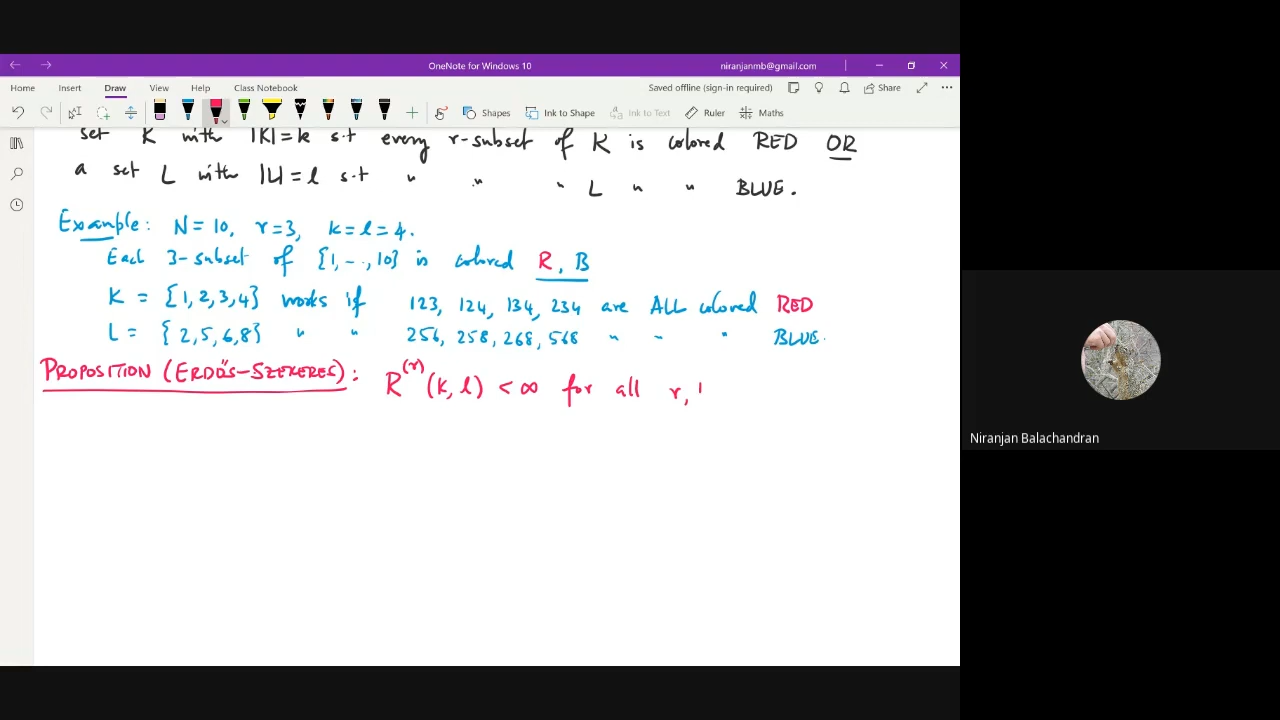 OneNote for Windows 10
niranjanmb@gmail.com
Home Insert Draw View Help Class Notebook
Saved offline (sign-in required)
Share
Shapes Ink to Shape Ink to Text Ruler Maths
set K with |K|=k s.t every r-subset of K is colored RED OR
a set L with |L|=l s.t " " " L " " BLUE.
Example: N=10, r=3, k=l=4.
Each 3-subset of {1,-..,10} is colored R, B
K = {1,2,3,4} works if 123, 124, 134, 234 are ALL colored RED
L = {2,5,6,8} " " 256, 258, 268, 568 " " " BLUE.
PROPOSITION (ERDŐS-SZEKERES): R^(r)(k, l) < ∞ for all r,
Niranjan Balachandran